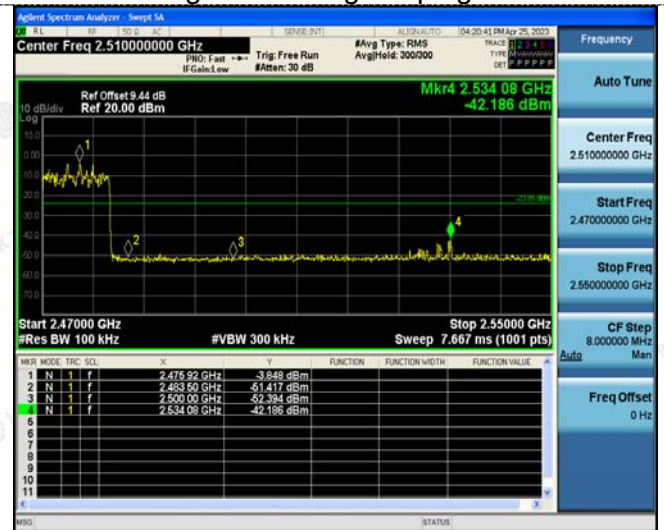 Agilent Spectrum Analyzer - Swept SA
RL RF 50 Ω AC SENSE:INT ALIGN AUTO 04:20:41 PM Apr 25, 2023
Center Freq 2.510000000 GHz
PNO: Fast
IFGain:Low
Trig: Free Run
#Atten: 30 dB
#Avg Type: RMS
Avg|Hold: 300/300
TRACE 1 2 3 4 5 6
TYPE
DET P P P P P P
Frequency
Auto Tune
Center Freq
2.510000000 GHz
Start Freq
2.470000000 GHz
Stop Freq
2.550000000 GHz
CF Step
8.000000 MHz
Auto Man
Freq Offset
0 Hz
Ref Offset 9.44 dB
Ref 20.00 dBm
10 dB/div
Log
Mkr4 2.534 08 GHz
-42.186 dBm
10.0
0.00
-10.0
-20.0
-30.0
-40.0
-50.0
-60.0
-70.0
1
2
3
4
Start 2.47000 GHz
#Res BW 100 kHz
#VBW 300 kHz
Stop 2.55000 GHz
Sweep 7.667 ms (1001 pts)
MKR MODE TRC SCL X Y FUNCTION FUNCTION WIDTH FUNCTION VALUE
1 N 1 f 2.475 92 GHz -3.848 dBm
2 N 1 f 2.483 50 GHz -51.417 dBm
3 N 1 f 2.500 00 GHz -52.394 dBm
4 N 1 f 2.534 08 GHz -42.186 dBm
5
6
7
8
9
10
11
MSG
STATUS